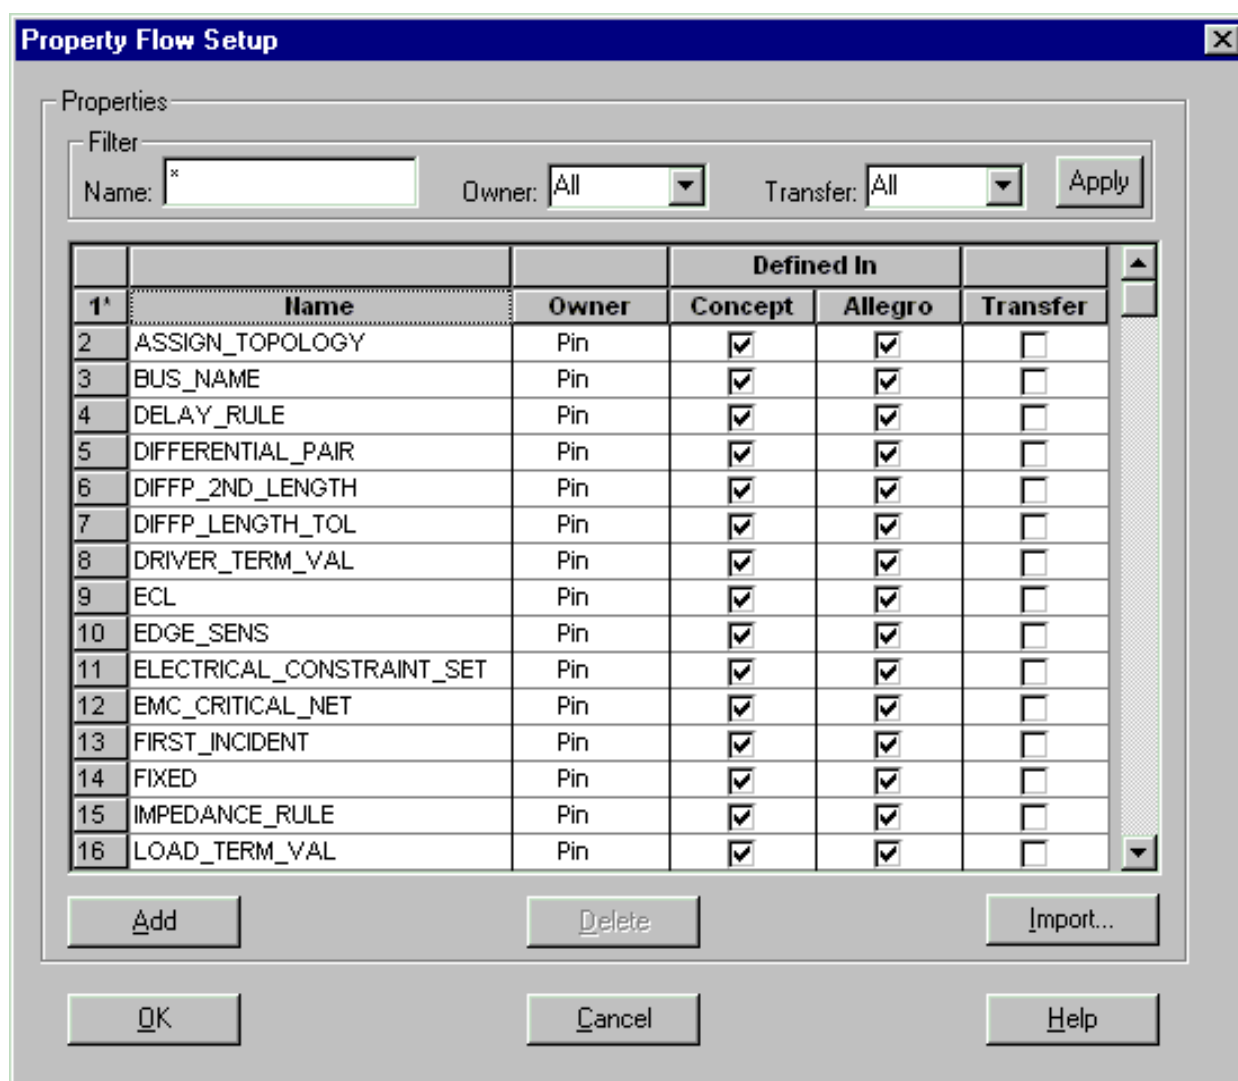 Property Flow Setup
Properties
Filter
Name: * Owner: All Transfer: All Apply
Defined In
1* Name Owner Concept Allegro Transfer
2 ASSIGN_TOPOLOGY Pin
3 BUS_NAME Pin
4 DELAY_RULE Pin
5 DIFFERENTIAL_PAIR Pin
6 DIFFP_2ND_LENGTH Pin
7 DIFFP_LENGTH_TOL Pin
8 DRIVER_TERM_VAL Pin
9 ECL Pin
10 EDGE_SENS Pin
11 ELECTRICAL_CONSTRAINT_SET Pin
12 EMC_CRITICAL_NET Pin
13 FIRST_INCIDENT Pin
14 FIXED Pin
15 IMPEDANCE_RULE Pin
16 LOAD_TERM_VAL Pin
Add Delete Import...
OK Cancel Help